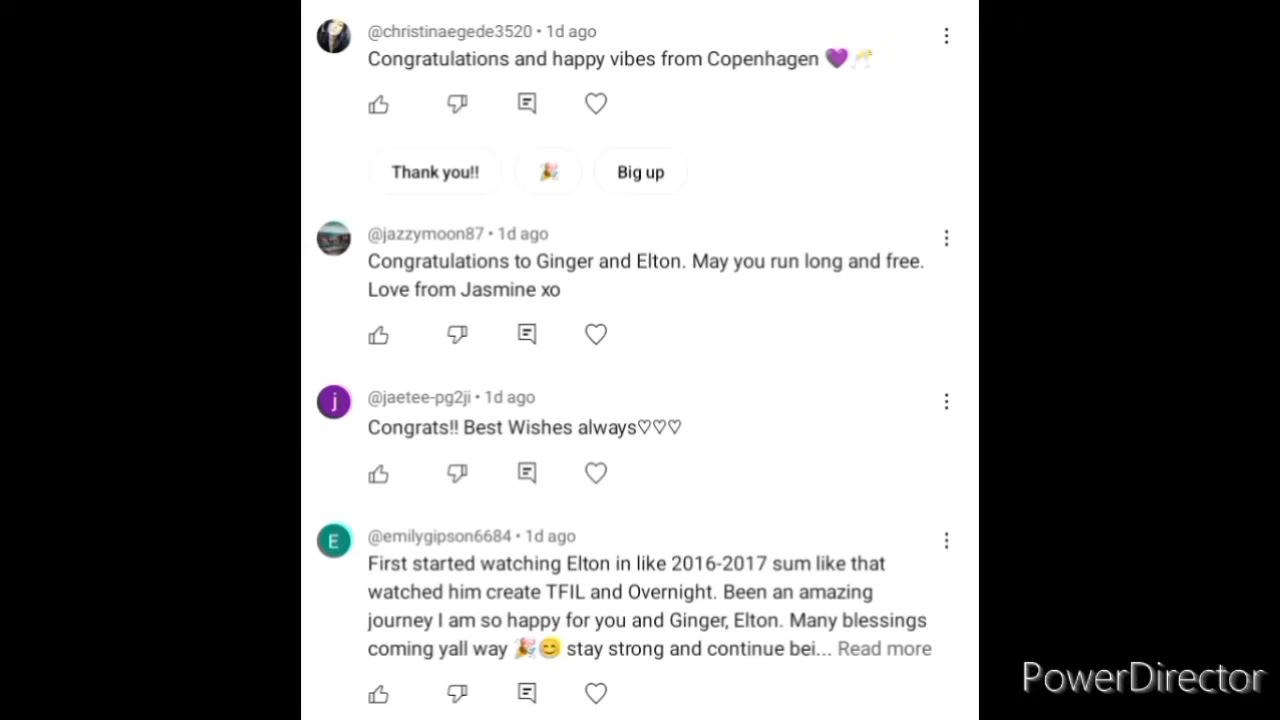 @christinaegede3520 • 1d ago
Congratulations and happy vibes from Copenhagen 💜🥂
Thank you!! 🎉 Big up
@jazzymoon87 • 1d ago
Congratulations to Ginger and Elton. May you run long and free.
Love from Jasmine xo
j
@jaetee-pg2ji • 1d ago
Congrats!! Best Wishes always♡♡♡
E
@emilygipson6684 • 1d ago
First started watching Elton in like 2016-2017 sum like that
watched him create TFIL and Overnight. Been an amazing
journey I am so happy for you and Ginger, Elton. Many blessings
coming yall way 🎉😊 stay strong and continue bei... Read more
PowerDirector